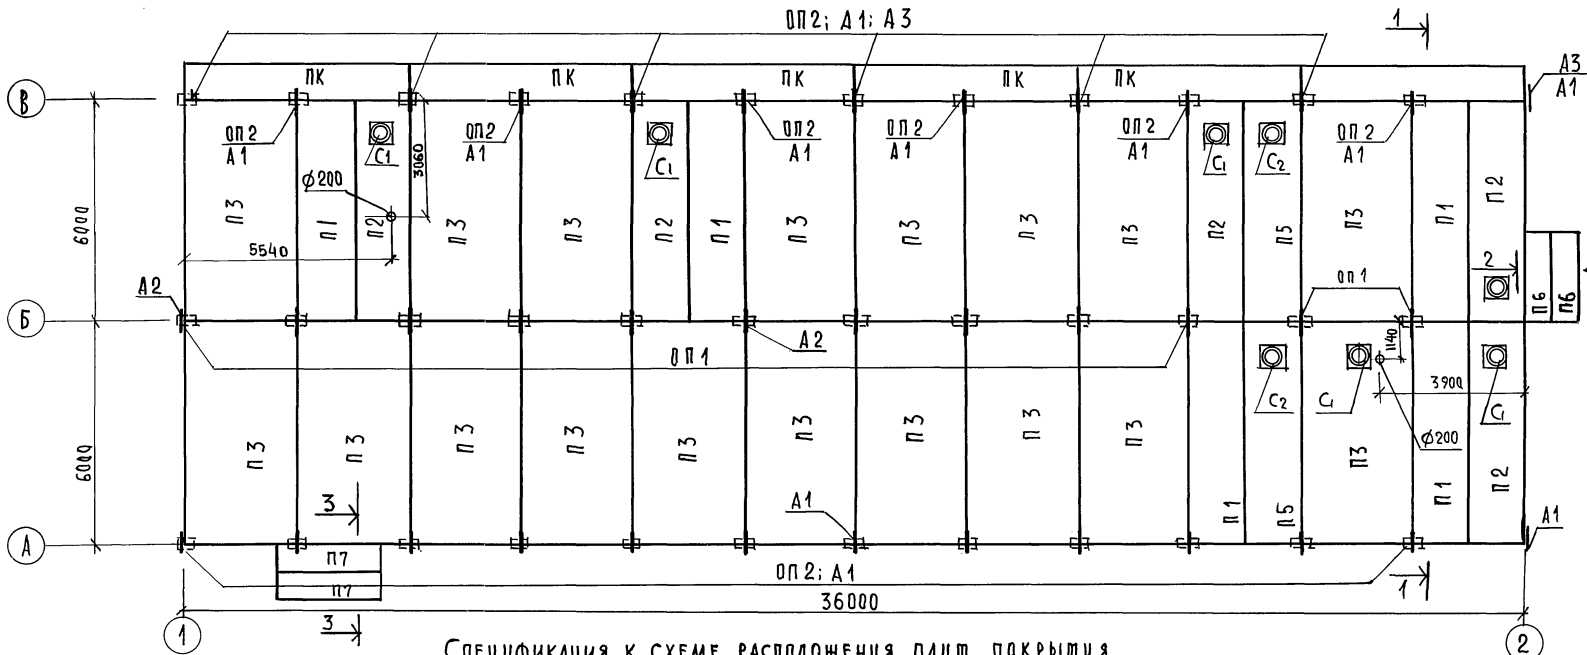 ОП2; А1; А3
1
ПК ПК ПК ПК ПК
А3
А1
В
ОП2
А1
С1
3060
ОП2
А1
С1
ОП2
А1
ОП2
А1
ОП2
А1
С1
С2
ОП2
А1
Ø200
6000
П3 П1 П2 П3 П3 П2 П1 П3 П3 П3 П3 П2 П5 П3 П1 П2
5540
2
А2
ОП1
П6 П6
Б
А2
ОП1
1140
3900
С2
С1
С1
Ø200
6000
П3 П3 П3 П3 П3 П3 П3 П3 П3 П1 П5 П3 П1 П2
3
А1
А1
А
П7
П7
ОП2; А1
36000
1
3
1
2
Спецификация к схеме расположения плит покрытия